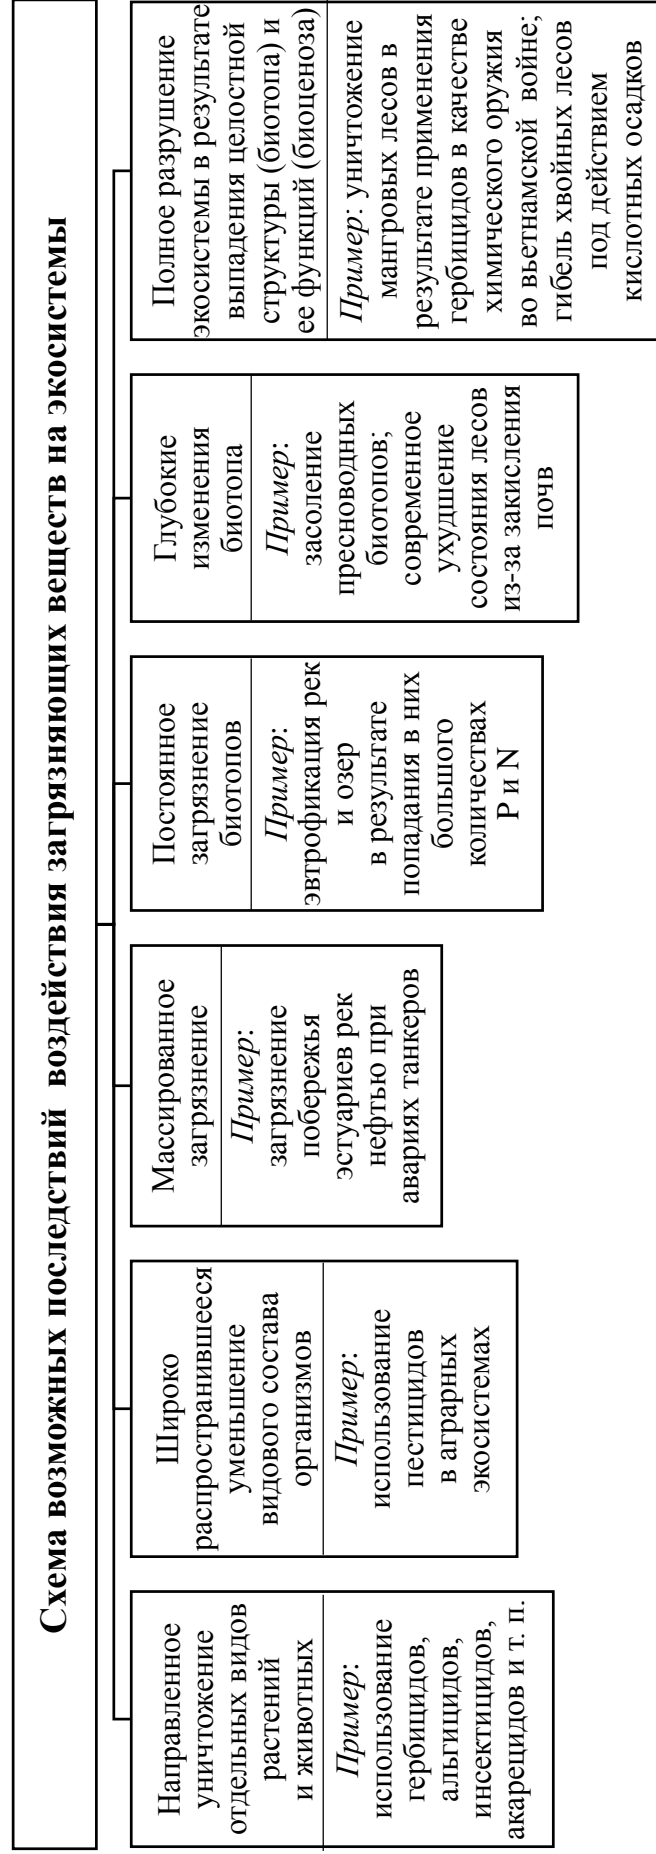 Схема возможных последствий воздействия загрязняющих веществ на экосистемы
Направленное
уничтожение
отдельных видов
растений
и животных
Пример:
использование
гербицидов,
альгицидов,
инсектицидов,
акарецидов и т. п.
Широко
распространившееся
уменьшение
видового состава
организмов
Пример:
использование
пестицидов
в аграрных
экосистемах
Массированное
загрязнение
Пример:
загрязнение
побережья
эстуариев рек
нефтью при
авариях танкеров
Постоянное
загрязнение
биотопов
Пример:
эвтрофикация рек
и озер
в результате
попадания в них
большого
количествах
P и N
Глубокие
изменения
биотопа
Пример:
засоление
пресноводных
биотопов;
современное
ухудшение
состояния лесов
из-за закисления
почв
Полное разрушение
экосистемы в результате
выпадения целостной
структуры (биотопа) и
ее функций (биоценоза)
Пример: уничтожение
мангровых лесов в
результате применения
гербицидов в качестве
химического оружия
во вьетнамской войне;
гибель хвойных лесов
под действием
кислотных осадков